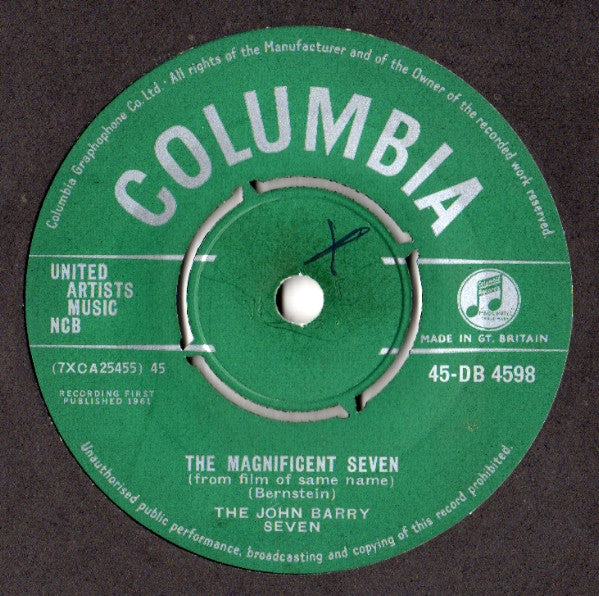 Columbia Graphophone Co. Ltd · All rights of the Manufacturer and of the Owner of the recorded work reserved.
COLUMBIA
UNITED
ARTISTS
MUSIC
NCB
MADE IN GT. BRITAIN
(7XCA25455) 45
45-DB 4598
RECORDING FIRST
PUBLISHED 1961
THE MAGNIFICENT SEVEN
(from film of same name)
(Bernstein)
THE JOHN BARRY
SEVEN
Unauthorised public performance, broadcasting and copying of this record prohibited.